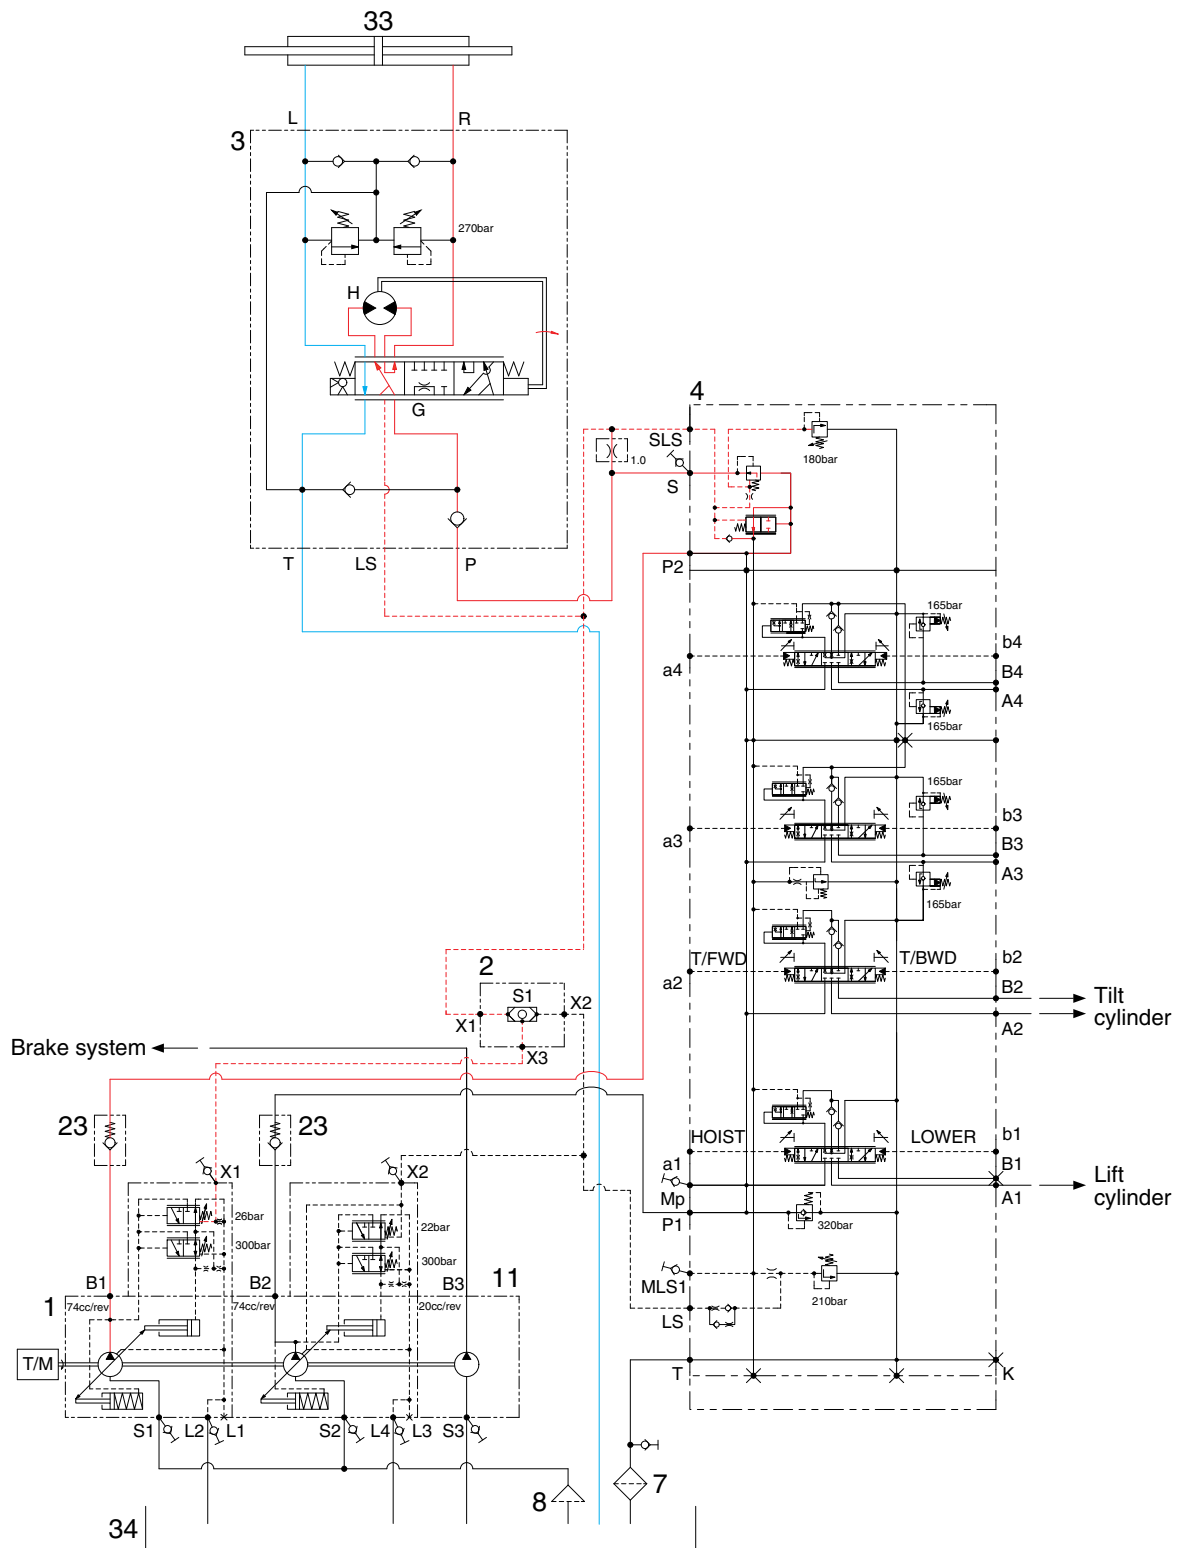 33
L
R
3
270bar
H
G
T
LS
P
4
SLS
1.0
S
180bar
P2
165bar
a4
b4
B4
A4
165bar
165bar
a3
b3
B3
A3
165bar
T/FWD
T/BWD
a2
b2
B2
A2
Tilt
cylinder
2
S1
X2
X1
X3
Brake system
23
23
HOIST
LOWER
b1
a1
B1
Mp
A1
Lift
cylinder
P1
320bar
X1
X2
26bar
300bar
22bar
300bar
MLS1
210bar
LS
B1
B2
B3
11
1
74cc/rev
74cc/rev
20cc/rev
T/M
T
K
S1
L2
L1
S2
L4
L3
S3
8
7
34